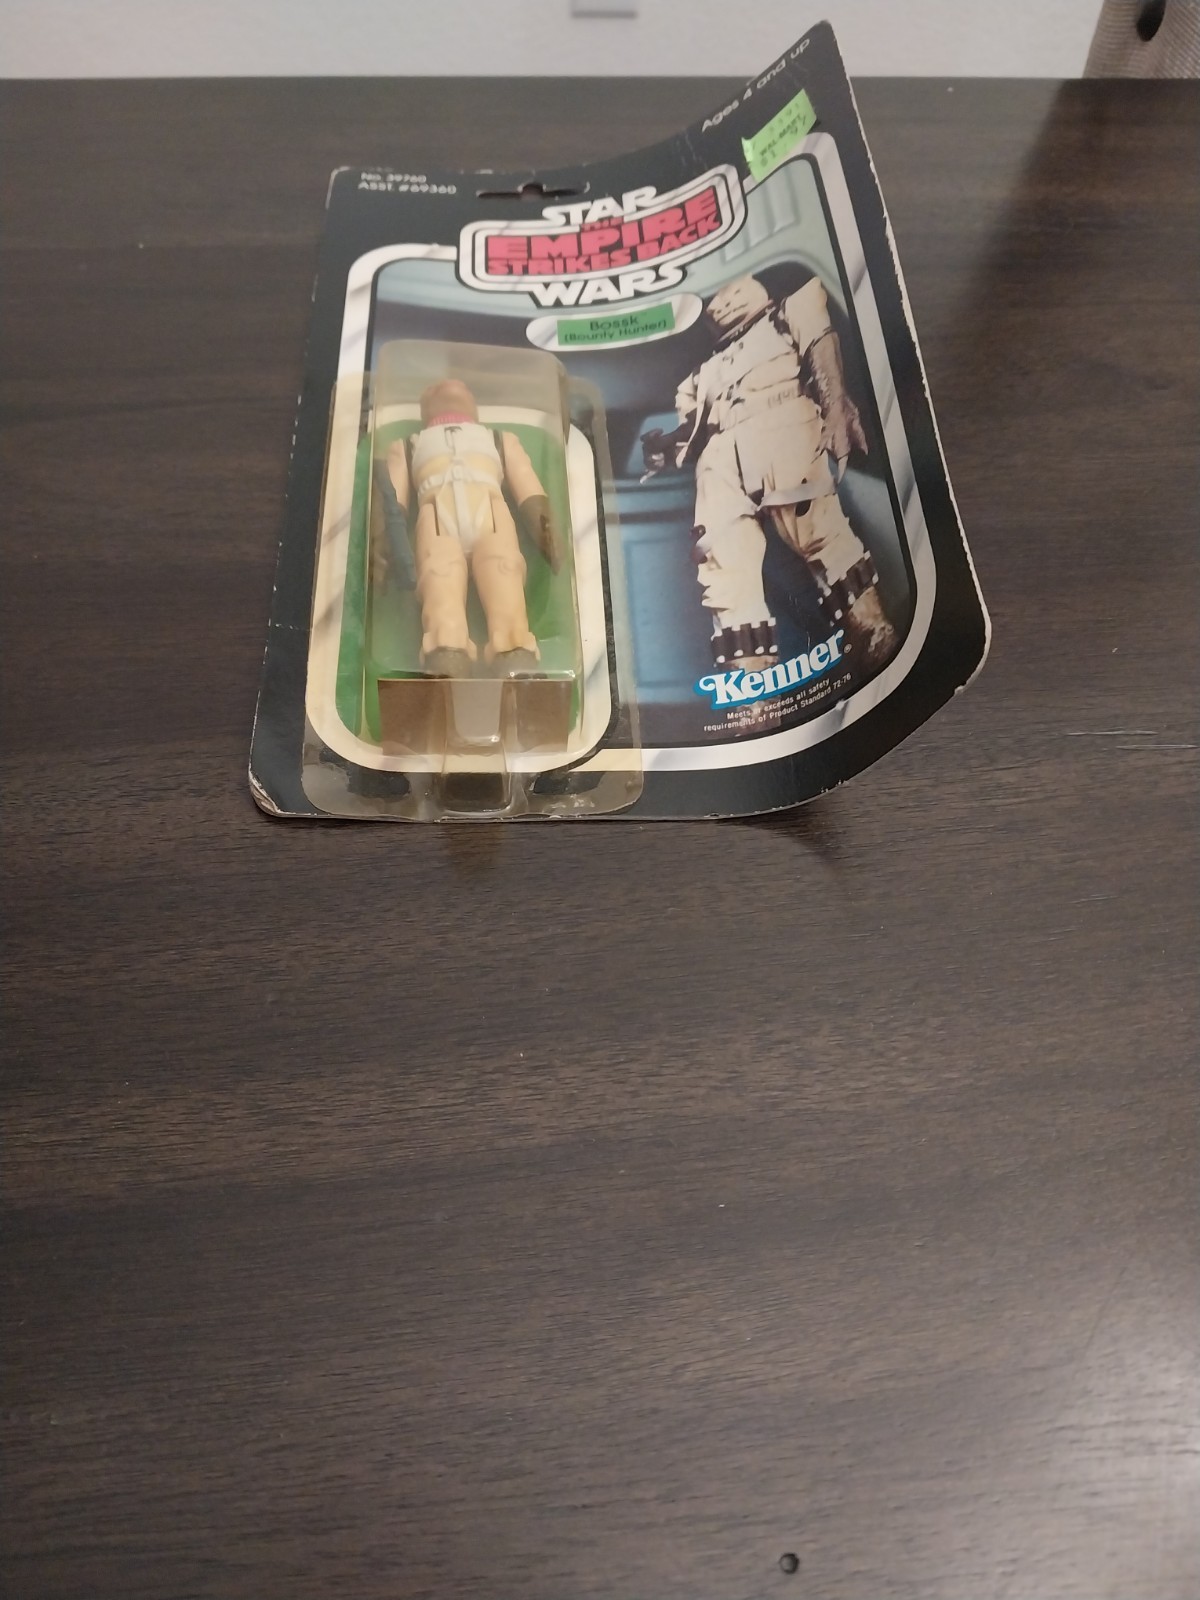 No. 39760
ASST. #69360
Ages 4 and up
WALMART
STAR
THE
EMPIRE
STRIKES BACK
WARS
Bossk
(Bounty Hunter)
Kenner®
Meets or exceeds all safety
requirements of Product Standard 72-76